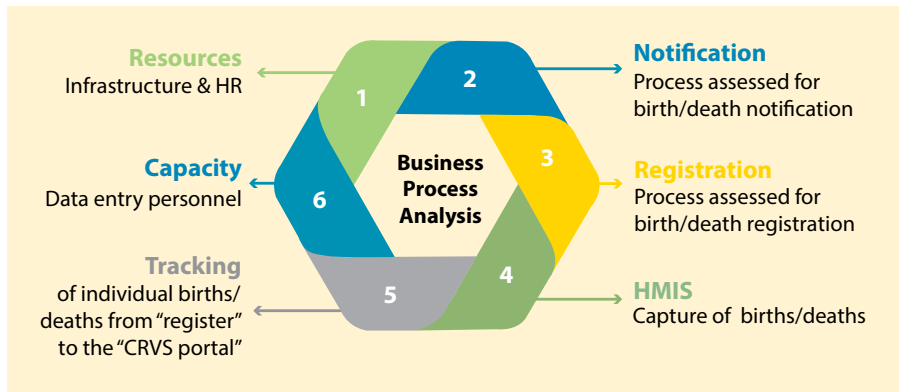 Resources
Infrastructure & HR
1
2
Notification
Process assessed for
birth/death notification
3
Registration
Process assessed for
birth/death registration
4
HMIS
Capture of births/deaths
5
Tracking
of individual births/
deaths from “register”
to the “CRVS portal”
6
Capacity
Data entry personnel
Business
Process
Analysis